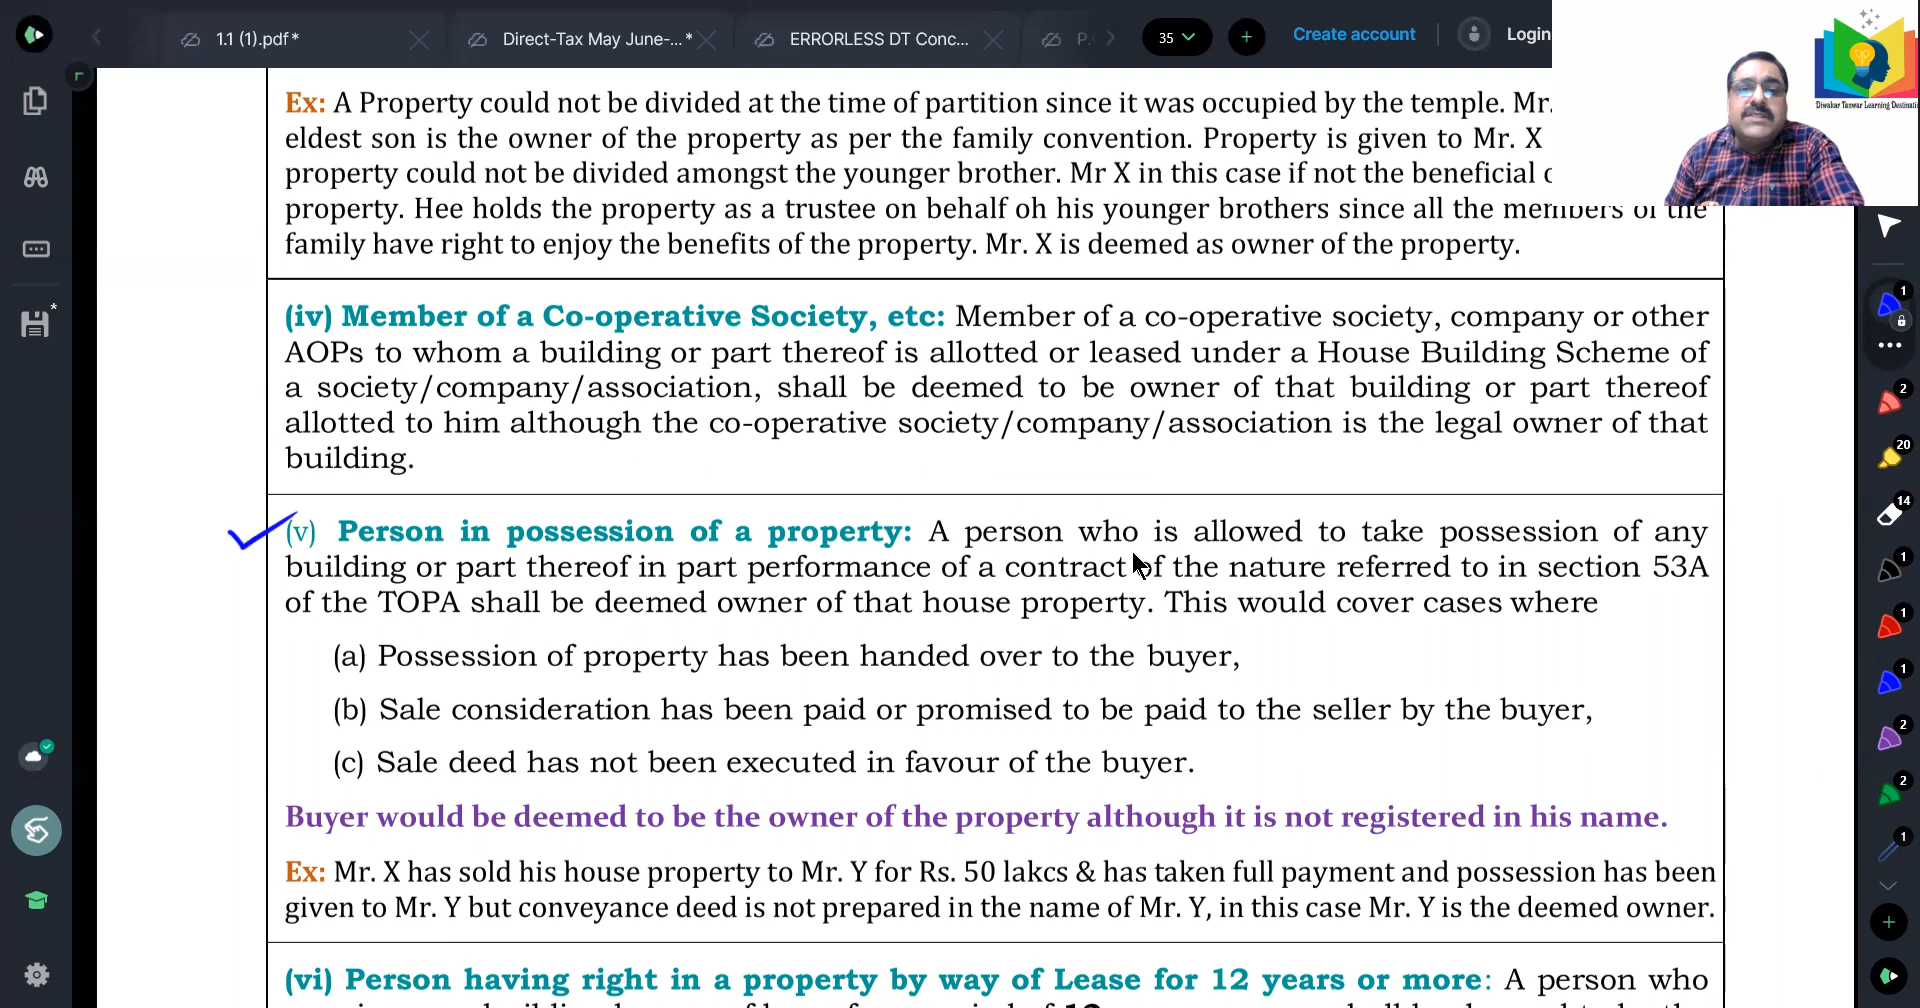 1.1 (1).pdf*
Direct-Tax May June-...*
ERRORLESS DT Conc...
35
Create account
Login
Diwakar Tanwar Learning Destinati
Ex: A Property could not be divided at the time of partition since it was occupied by the temple. Mr.
eldest son is the owner of the property as per the family convention. Property is given to Mr. X
property could not be divided amongst the younger brother. Mr X in this case if not the beneficial
property. Hee holds the property as a trustee on behalf oh his younger brothers since all the members of the
family have right to enjoy the benefits of the property. Mr. X is deemed as owner of the property.
(iv) Member of a Co-operative Society, etc: Member of a co-operative society, company or other
AOPs to whom a building or part thereof is allotted or leased under a House Building Scheme of
a society/company/association, shall be deemed to be owner of that building or part thereof
allotted to him although the co-operative society/company/association is the legal owner of that
building.
(v) Person in possession of a property: A person who is allowed to take possession of any
building or part thereof in part performance of a contract of the nature referred to in section 53A
of the TOPA shall be deemed owner of that house property. This would cover cases where
(a) Possession of property has been handed over to the buyer,
(b) Sale consideration has been paid or promised to be paid to the seller by the buyer,
(c) Sale deed has not been executed in favour of the buyer.
Buyer would be deemed to be the owner of the property although it is not registered in his name.
Ex: Mr. X has sold his house property to Mr. Y for Rs. 50 lakcs & has taken full payment and possession has been
given to Mr. Y but conveyance deed is not prepared in the name of Mr. Y, in this case Mr. Y is the deemed owner.
(vi) Person having right in a property by way of Lease for 12 years or more: A person who
1
2
20
14
1
1
1
2
2
1